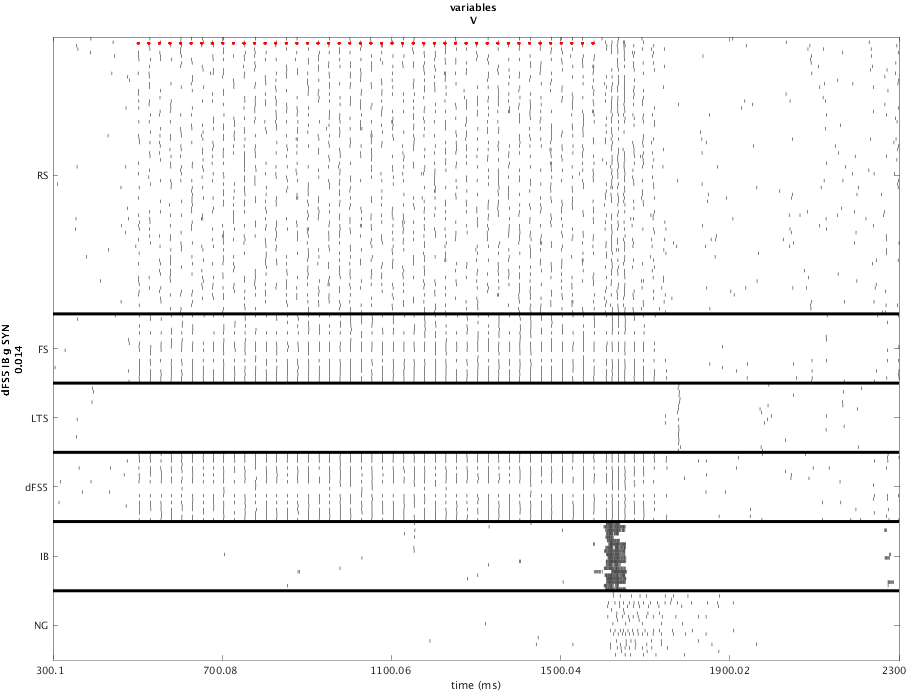 variables
V
RS
FS
LTS
dFS5
IB
NG
dFS5 IB g SYN
0.014
300.1
700.08
1100.06
1500.04
1900.02
2300
time (ms)